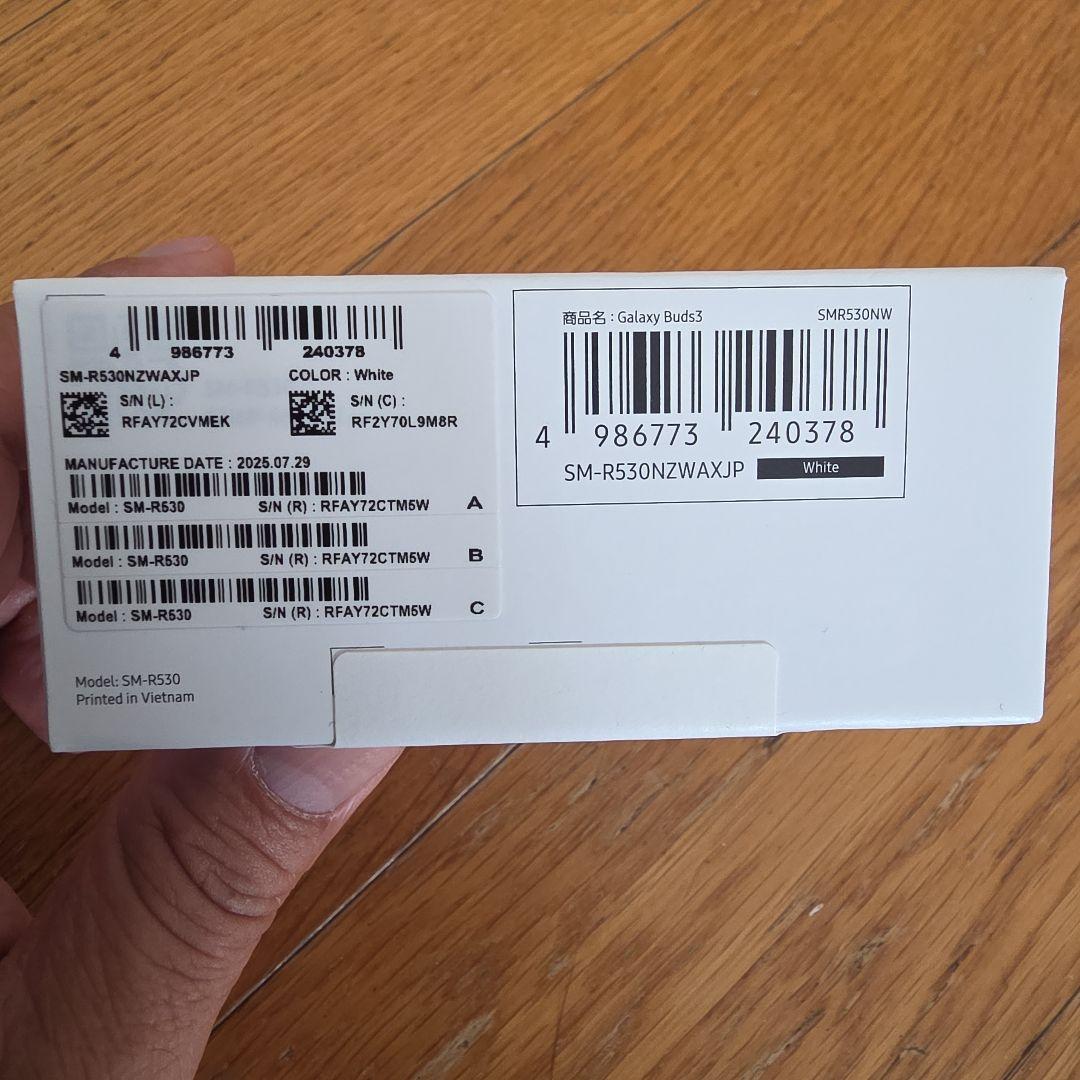 4 986773 240378
SM-R530NZWAXJP COLOR : White
S/N (L) : S/N (C) :
RFAY72CVMEK RF2Y70L9M8R
MANUFACTURE DATE : 2025.07.29
Model : SM-R530 S/N (R) : RFAY72CTM5W A
Model : SM-R530 S/N (R) : RFAY72CTM5W B
Model : SM-R530 S/N (R) : RFAY72CTM5W C
Model: SM-R530
Printed in Vietnam
商品名 : Galaxy Buds3 SMR530NW
4 986773 240378
SM-R530NZWAXJP White